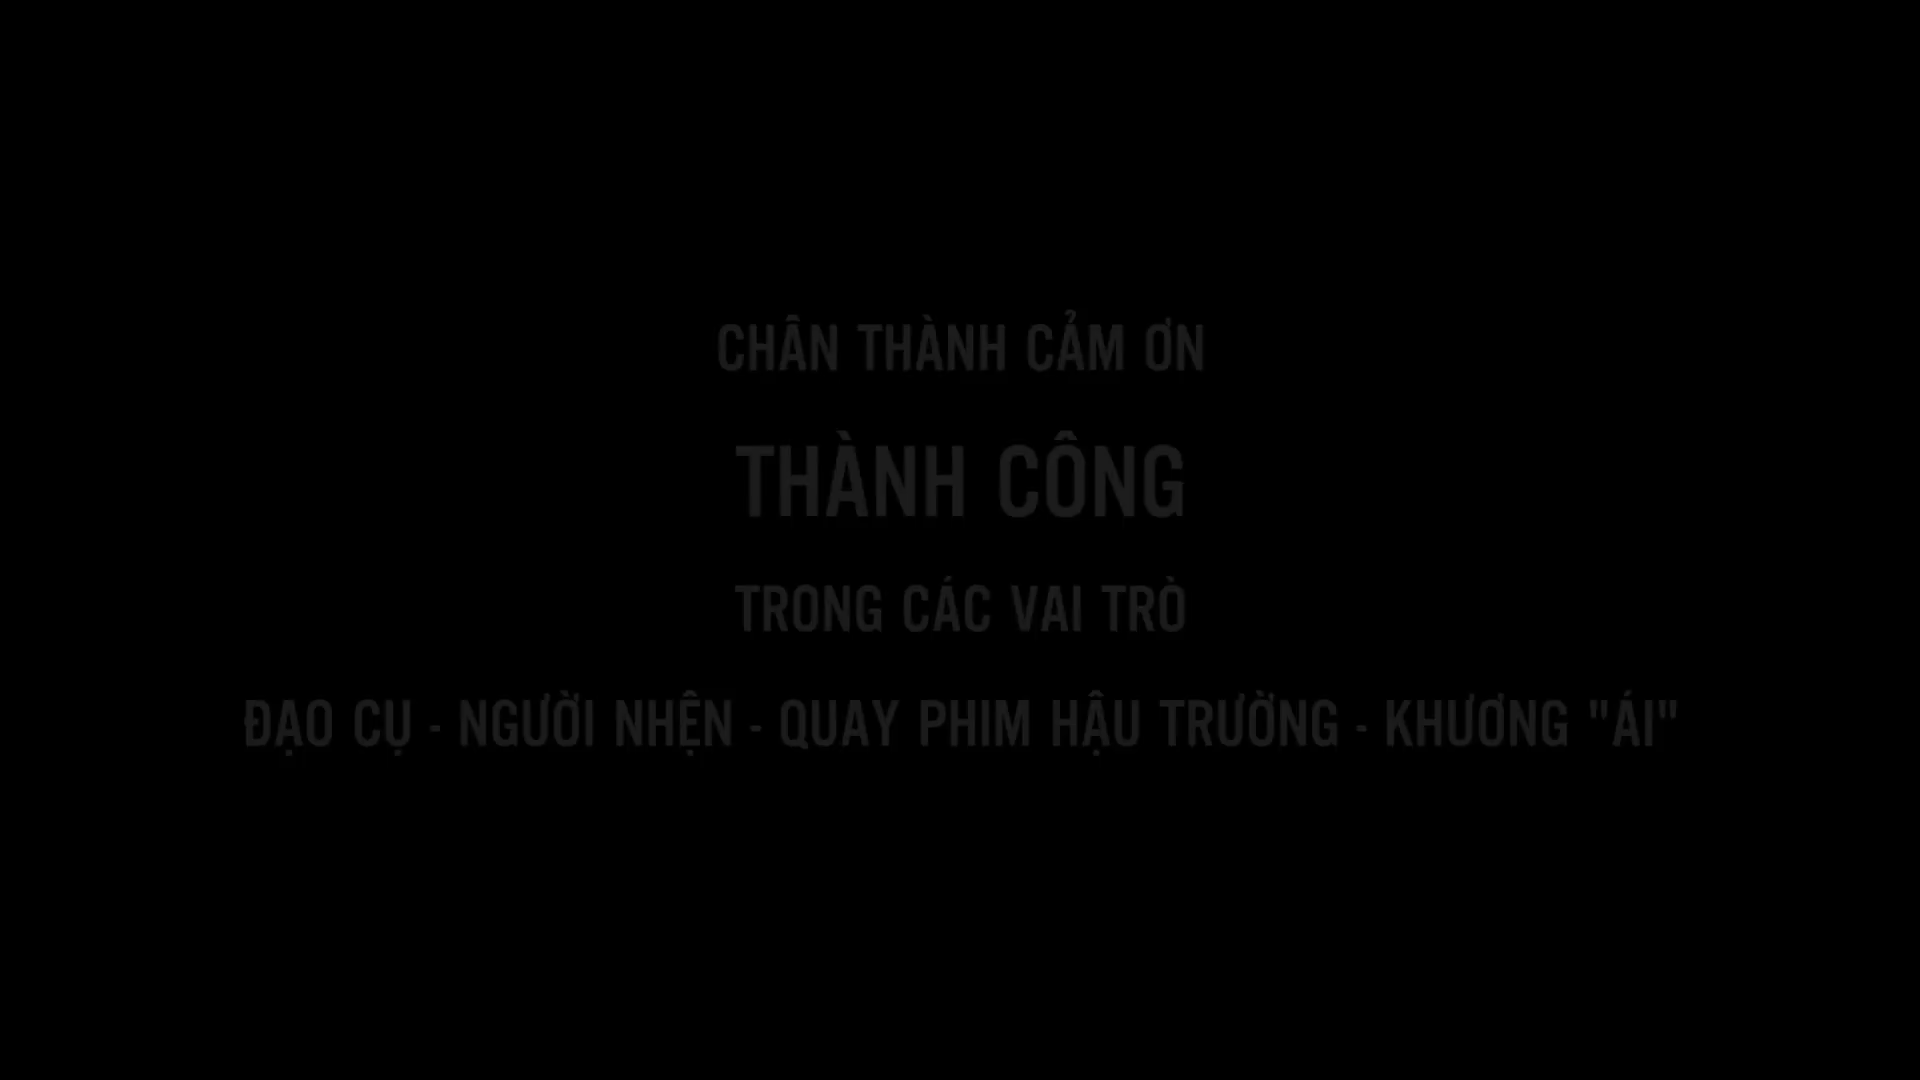 CHÂN THÀNH CẢM ƠN
THÀNH CÔNG
TRONG CÁC VAI TRÒ
ĐẠO CỤ - NGƯỜI NHỆN - QUAY PHIM HẬU TRƯỜNG - KHƯƠNG "ÁI"